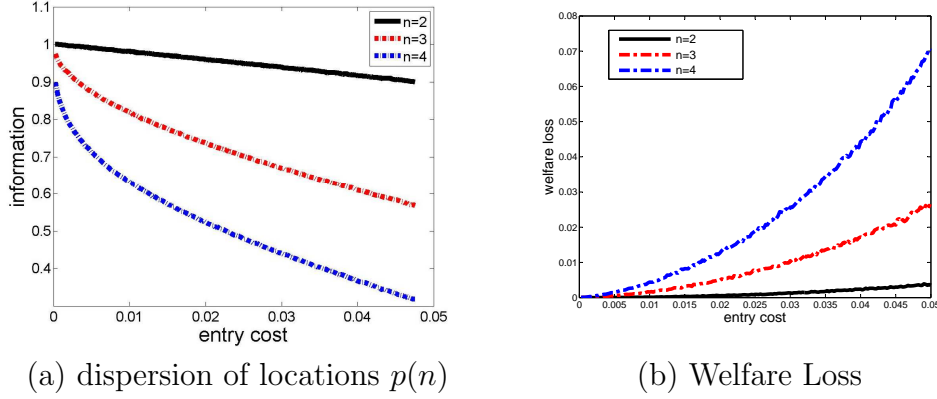 1.1
1
0.9
0.8
0.7
0.6
0.5
0.4
information
n=2
n=3
n=4
0 0.01 0.02 0.03 0.04 0.05
entry cost
(a) dispersion of locations p(n)
0.08
0.07
0.06
0.05
0.04
0.03
0.02
0.01
0
welfare loss
n=2
n=3
n=4
0 0.005 0.01 0.015 0.02 0.025 0.03 0.035 0.04 0.045 0.05
entry cost
(b) Welfare Loss